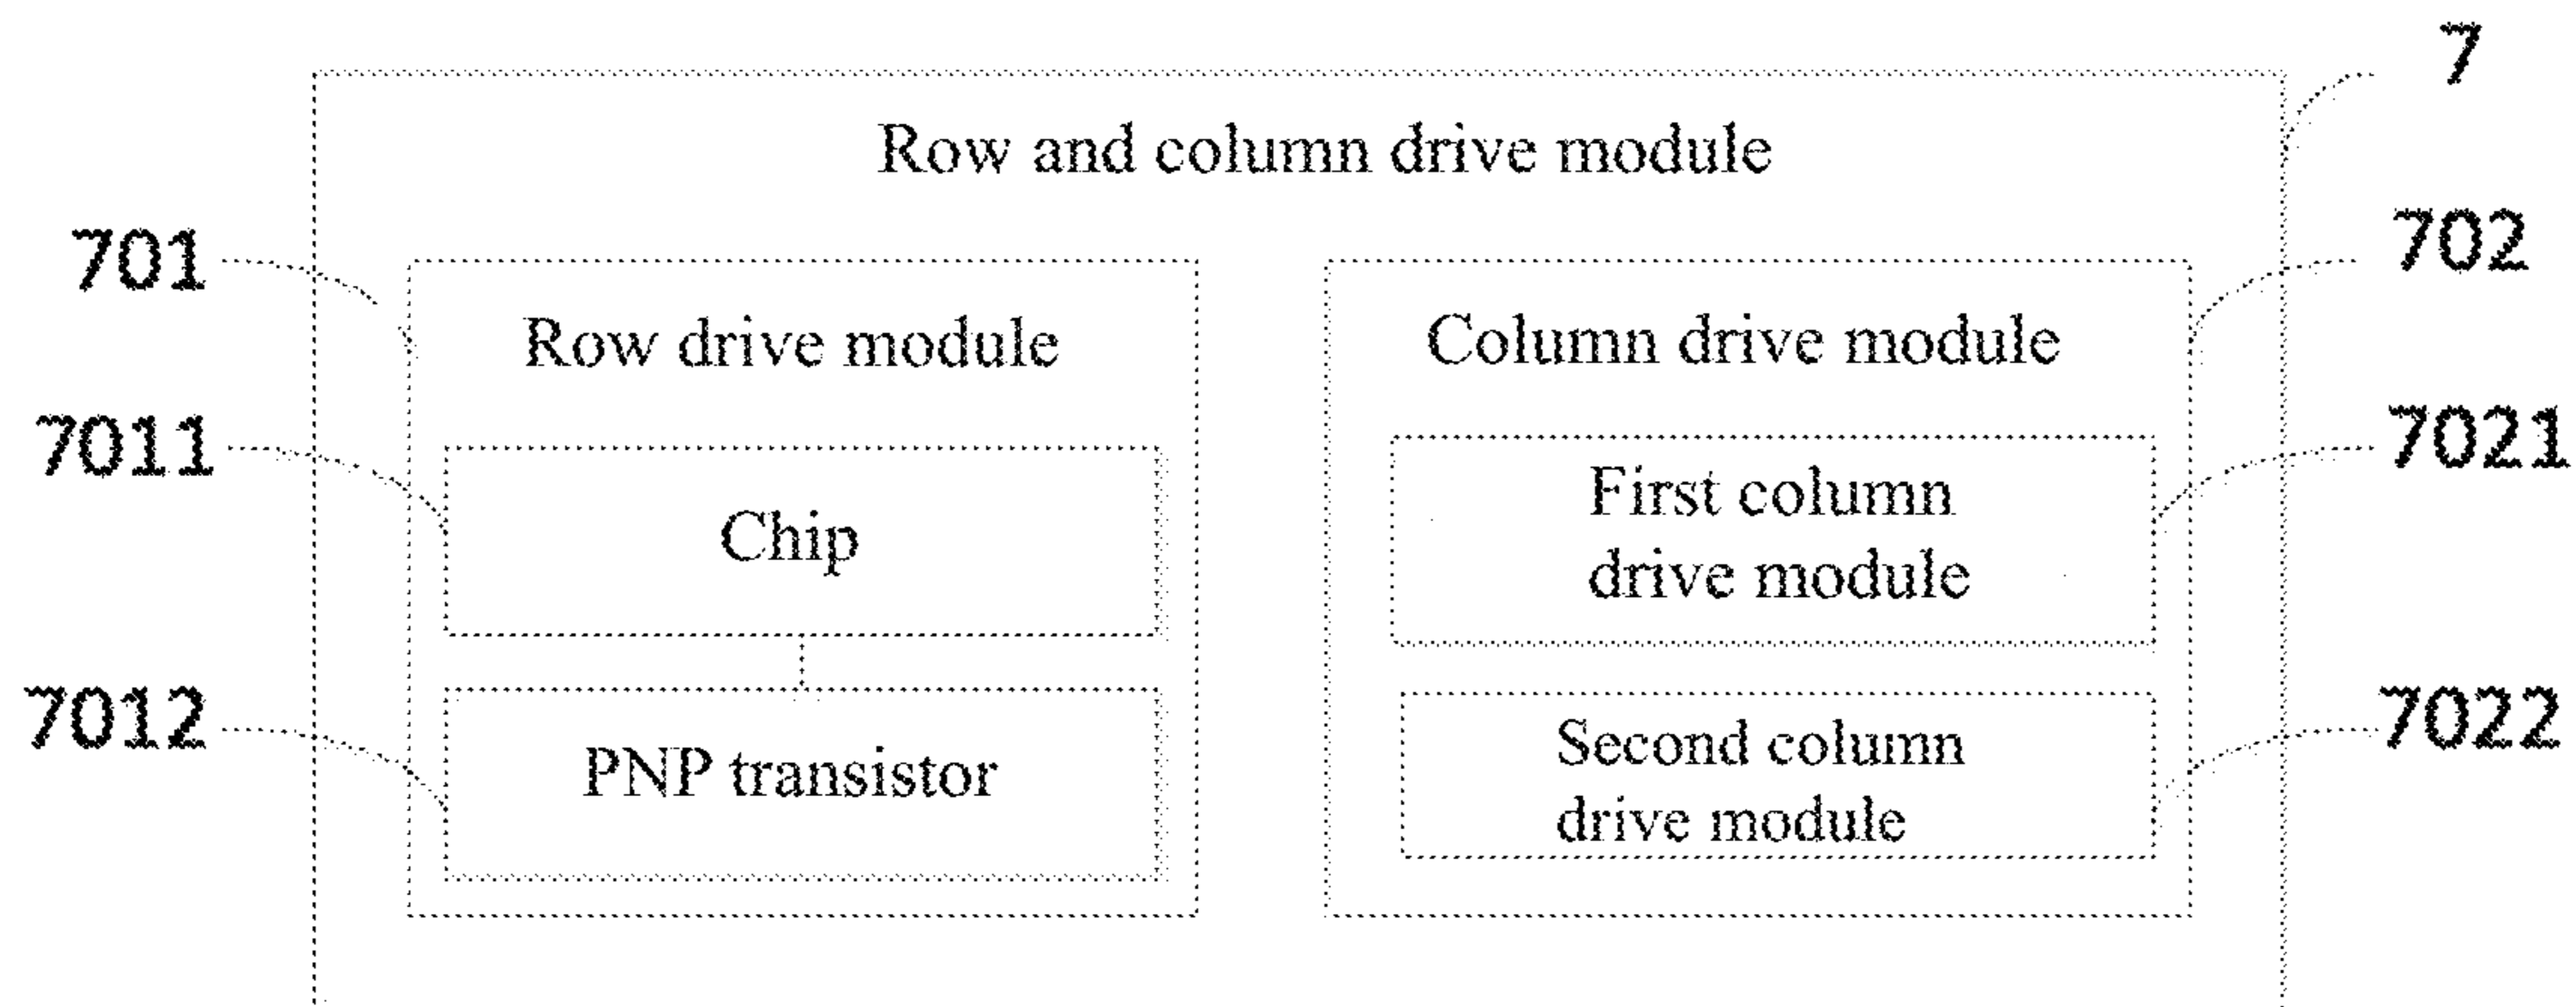 7
Row and column drive module
701
702
Row drive module
Column drive module
7011
7021
Chip
First column
drive module
7012
7022
PNP transistor
Second column
drive module